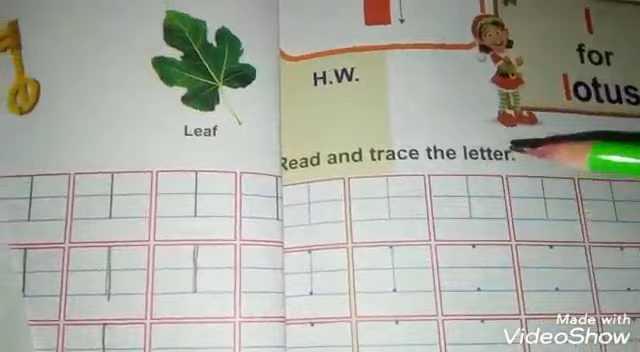 l
for
lotus
H.W.
Leaf
Read and trace the letter.
Made with
VideoShow